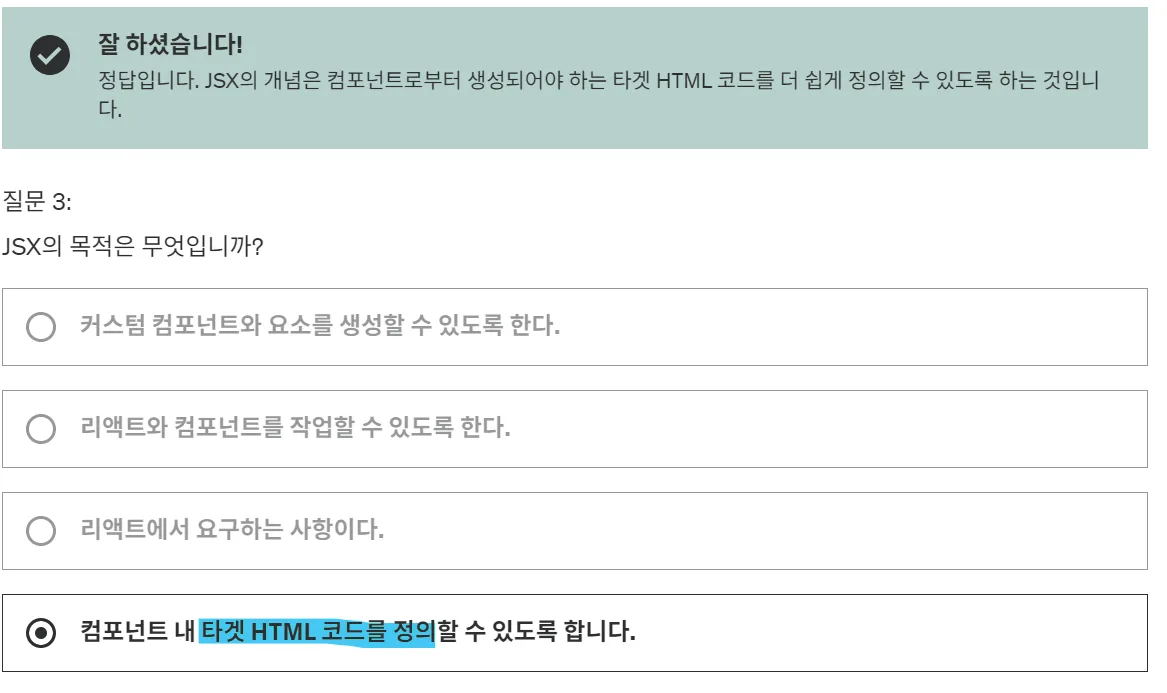 잘 하셨습니다!
정답입니다. JSX의 개념은 컴포넌트로부터 생성되어야 하는 타겟 HTML 코드를 더 쉽게 정의할 수 있도록 하는 것입니
다.
질문 3:
JSX의 목적은 무엇입니까?
커스텀 컴포넌트와 요소를 생성할 수 있도록 한다.
리액트와 컴포넌트를 작업할 수 있도록 한다.
리액트에서 요구하는 사항이다.
컴포넌트 내 타겟 HTML 코드를 정의할 수 있도록 합니다.